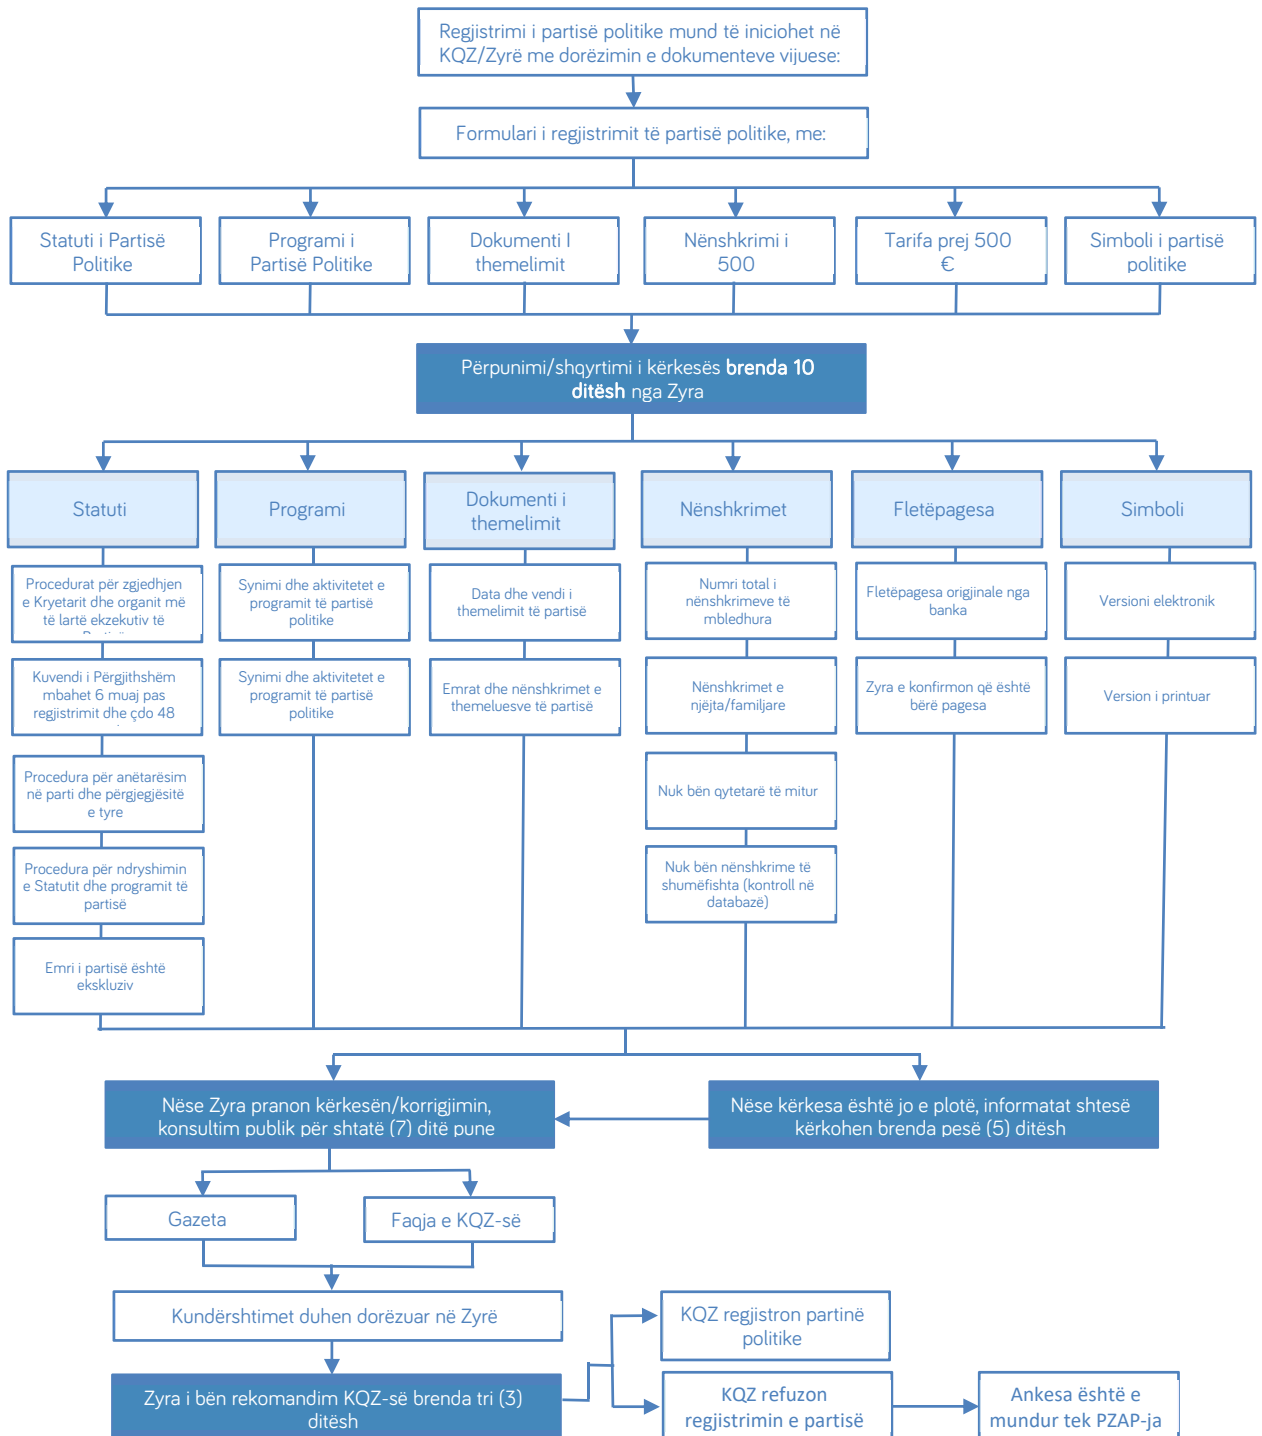 Regjistrimi i partisë politike mund të iniciohet në
KQZ/Zyrë me dorëzimin e dokumenteve vijuese:
Formulari i regjistrimit të partisë politike, me:
Statuti i Partisë
Politike
Programi i
Partisë Politike
Dokumenti I
themelimit
Nënshkrimi i
500
Tarifa prej 500
€
Simboli i partisë
politike
Përpunimi/shqyrtimi i kërkesës brenda 10
ditësh nga Zyra
Statuti
Programi
Dokumenti i
themelimit
Nënshkrimet
Fletëpagesa
Simboli
Procedurat për zgjedhjen
e Kryetarit dhe organit më
të lartë ekzekutiv të
Synimi dhe aktivitetet e
programit të partisë
politike
Data dhe vendi i
themelimit të partisë
Numri total i
nënshkrimeve të
mbledhura
Fletëpagesa origjinale nga
banka
Versioni elektronik
Kuvendi i Përgjithshëm
mbahet 6 muaj pas
regjistrimit dhe çdo 48
Synimi dhe aktivitetet e
programit të partisë
politike
Emrat dhe nënshkrimet e
themeluesve të partisë
Nënshkrimet e
njëjta/familjare
Zyra e konfirmon që është
bërë pagesa
Version i printuar
Procedura për anëtarësim
në parti dhe përgjegjësitë
e tyre
Nuk bën qytetarë të mitur
Procedura për ndryshimin
e Statutit dhe programit të
partisë
Nuk bën nënshkrime të
shumëfishta (kontroll në
databazë)
Emri i partisë është
ekskluziv
Nëse Zyra pranon kërkesën/korrigjimin,
konsultim publik për shtatë (7) ditë pune
Nëse kërkesa është jo e plotë, informatat shtesë
kërkohen brenda pesë (5) ditësh
Gazeta
Faqja e KQZ-së
Kundërshtimet duhen dorëzuar në Zyrë
KQZ regjistron partinë
politike
Zyra i bën rekomandim KQZ-së brenda tri (3)
ditësh
KQZ refuzon
regjistrimin e partisë
Ankesa është e
mundur tek PZAP-ja